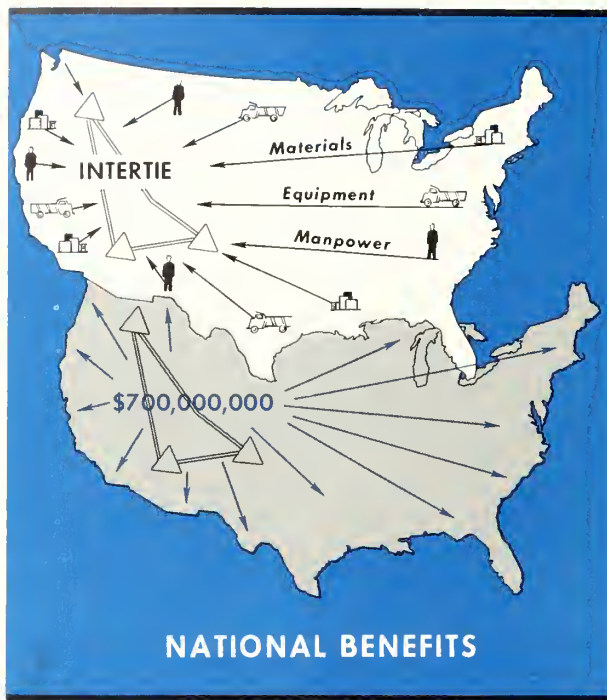 Materials
INTERTIE
Equipment
Manpower
$700,000,000
NATIONAL BENEFITS